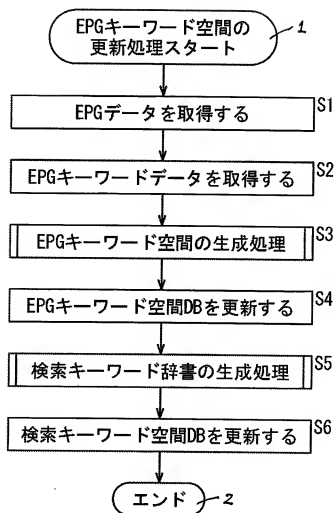 EPGキーワード空間の
更新処理スタート
1
EPGデータを取得する
S1
EPGキーワードデータを取得する
S2
EPGキーワード空間の生成処理
S3
EPGキーワード空間DBを更新する
S4
検索キーワード辞書の生成処理
S5
検索キーワード空間DBを更新する
S6
エンド
2